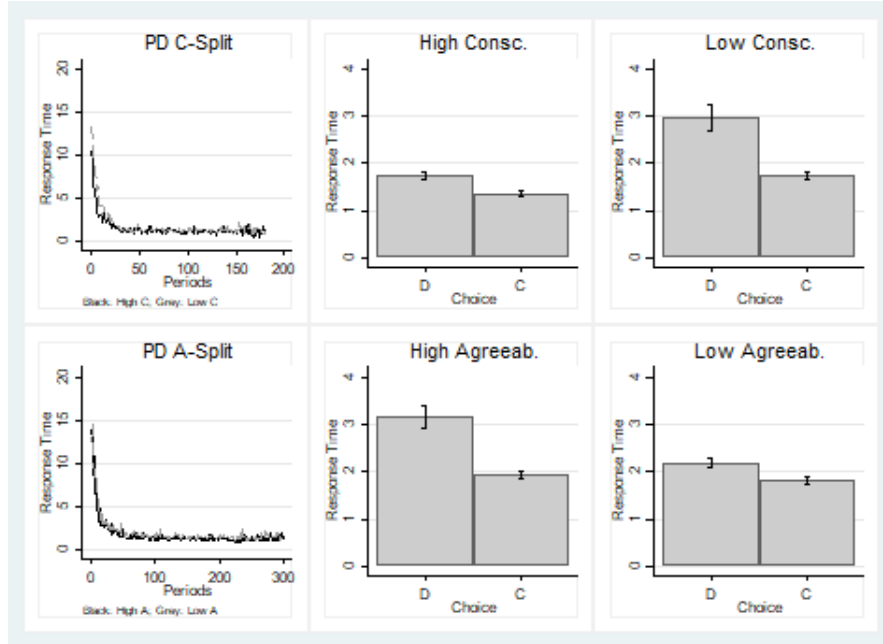 PD C-Split
Response Time
0 5 10 15 20
0 50 100 150 200
Periods
Black: High C, Grey: Low C
High Consc.
Response Time
0 1 2 3 4
D C
Choice
Low Consc.
Response Time
0 1 2 3 4
D C
Choice
PD A-Split
Response Time
0 5 10 15 20
0 100 200 300
Periods
Black: High A, Grey: Low A
High Agreeab.
Response Time
0 1 2 3 4
D C
Choice
Low Agreeab.
Response Time
0 1 2 3 4
D C
Choice